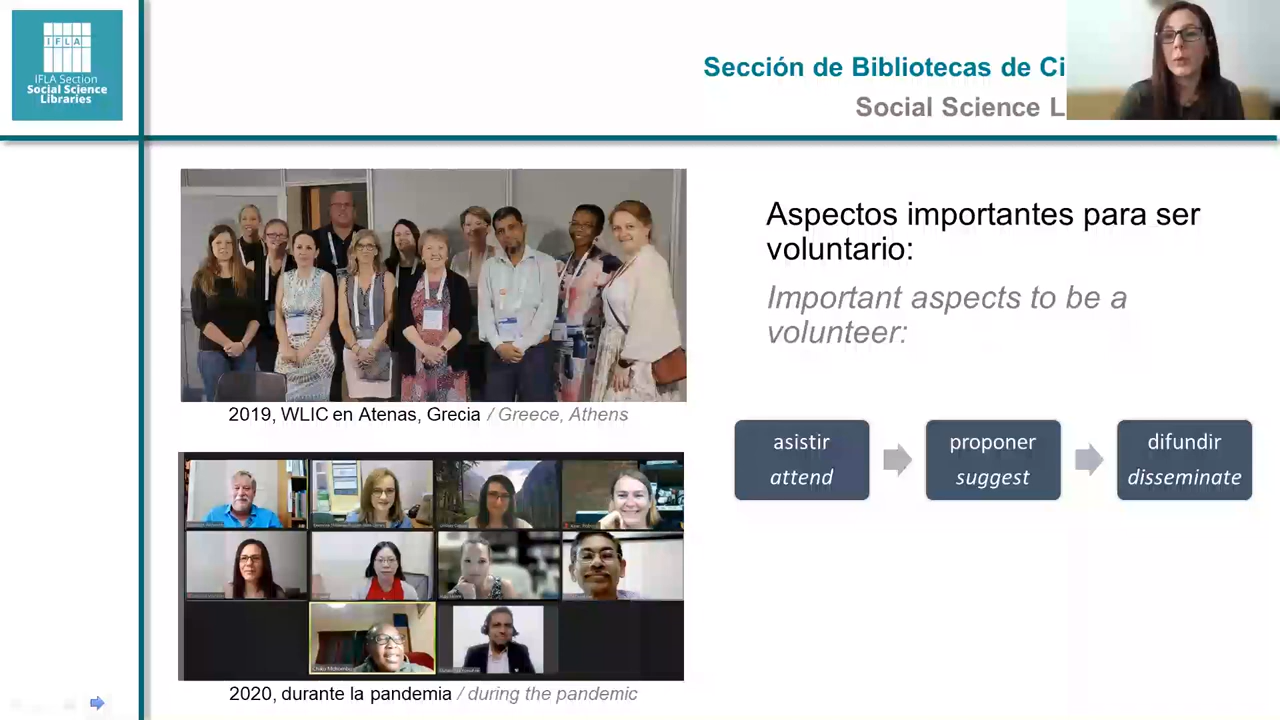 IFLA
IFLA Section
Social Science
Libraries
Sección de Bibliotecas de Ci
Social Science L
Aspectos importantes para ser
voluntario:
Important aspects to be a
volunteer:
2019, WLIC en Atenas, Grecia / Greece, Athens
asistir
attend
proponer
suggest
difundir
disseminate
2020, durante la pandemia / during the pandemic